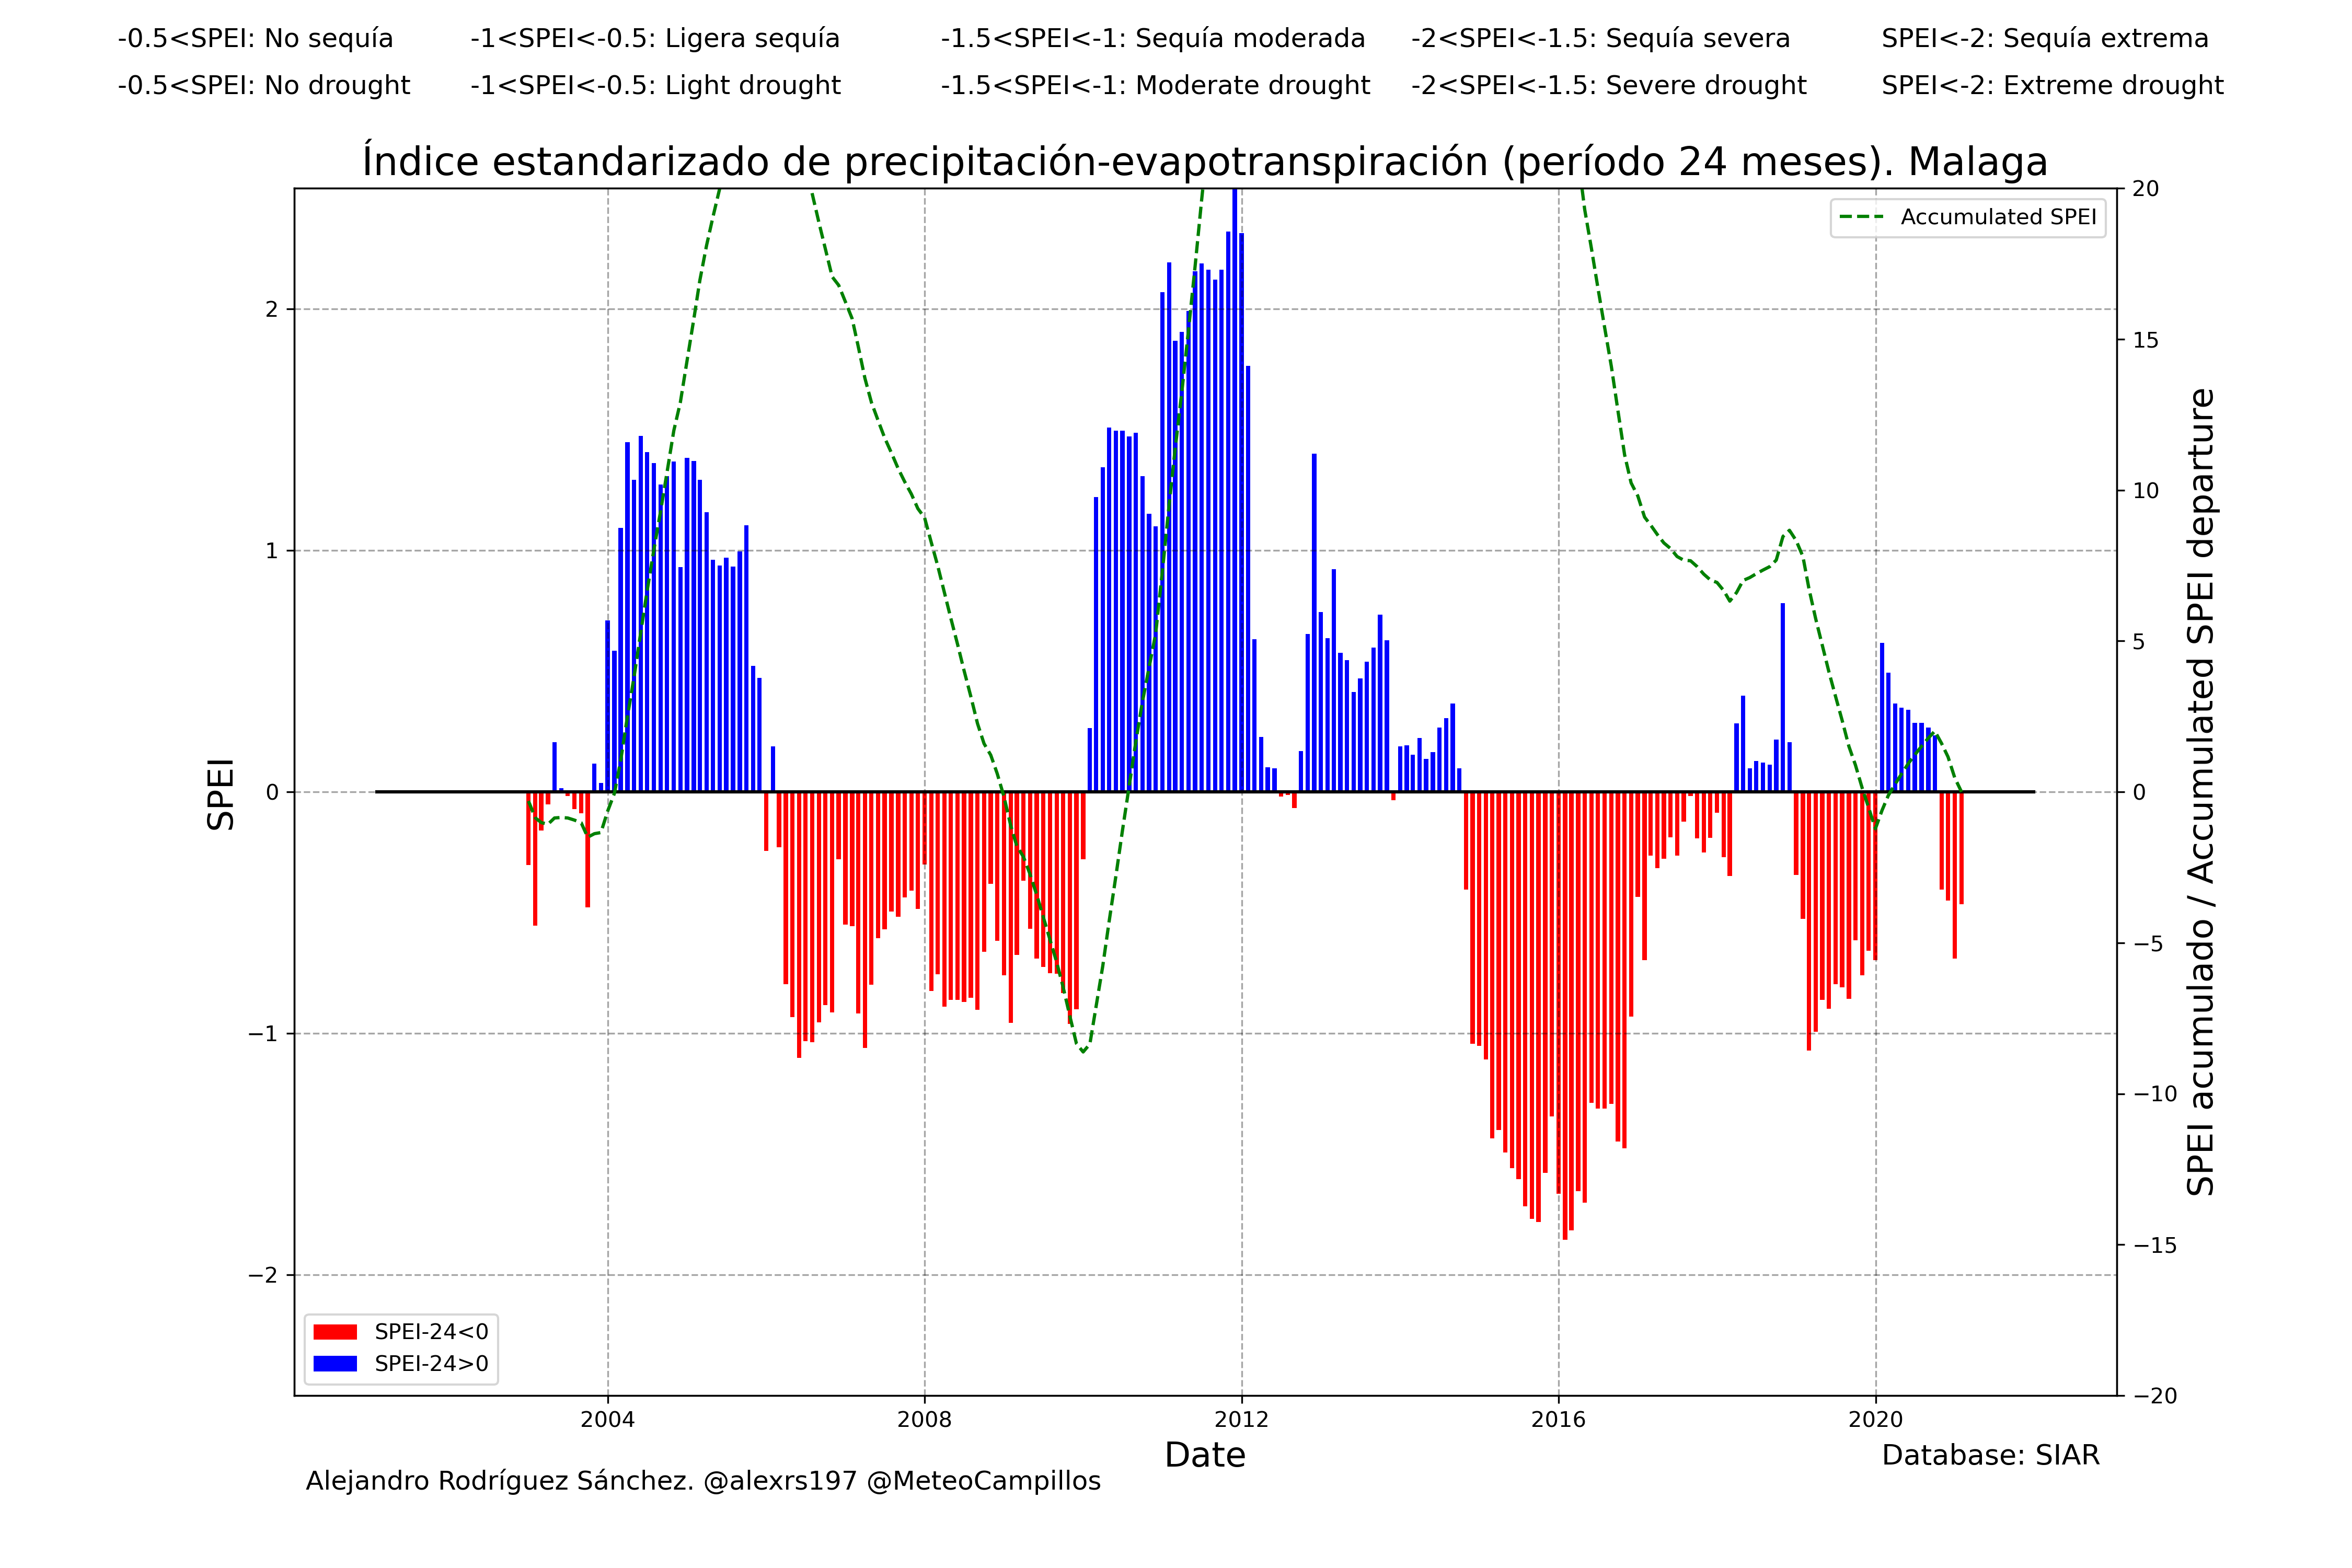 -0.5<SPEI: No sequía -1<SPEI<-0.5: Ligera sequía -1.5<SPEI<-1: Sequía moderada -2<SPEI<-1.5: Sequía severa SPEI<-2: Sequía extrema
-0.5<SPEI: No drought -1<SPEI<-0.5: Light drought -1.5<SPEI<-1: Moderate drought -2<SPEI<-1.5: Severe drought SPEI<-2: Extreme drought
Índice estandarizado de precipitación-evapotranspiración (período 24 meses). Malaga
Accumulated SPEI
SPEI
2
1
0
−1
−2
20
15
10
5
0
−5
−10
−15
−20
SPEI acumulado / Accumulated SPEI departure
SPEI-24<0
SPEI-24>0
2004 2008 2012 2016 2020
Date
Database: SIAR
Alejandro Rodríguez Sánchez. @alexrs197 @MeteoCampillos